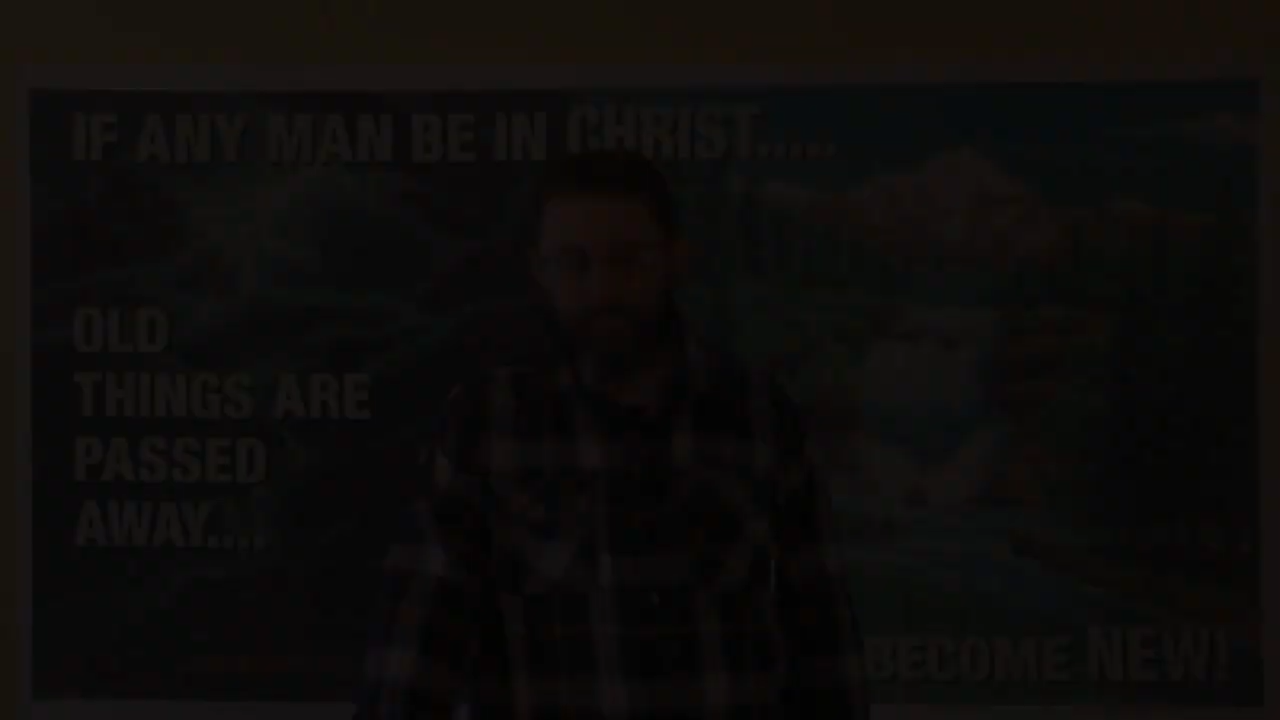 IF ANY MAN BE IN CHRIST.....
OLD
THINGS ARE
PASSED
AWAY....
BECOME NEW!